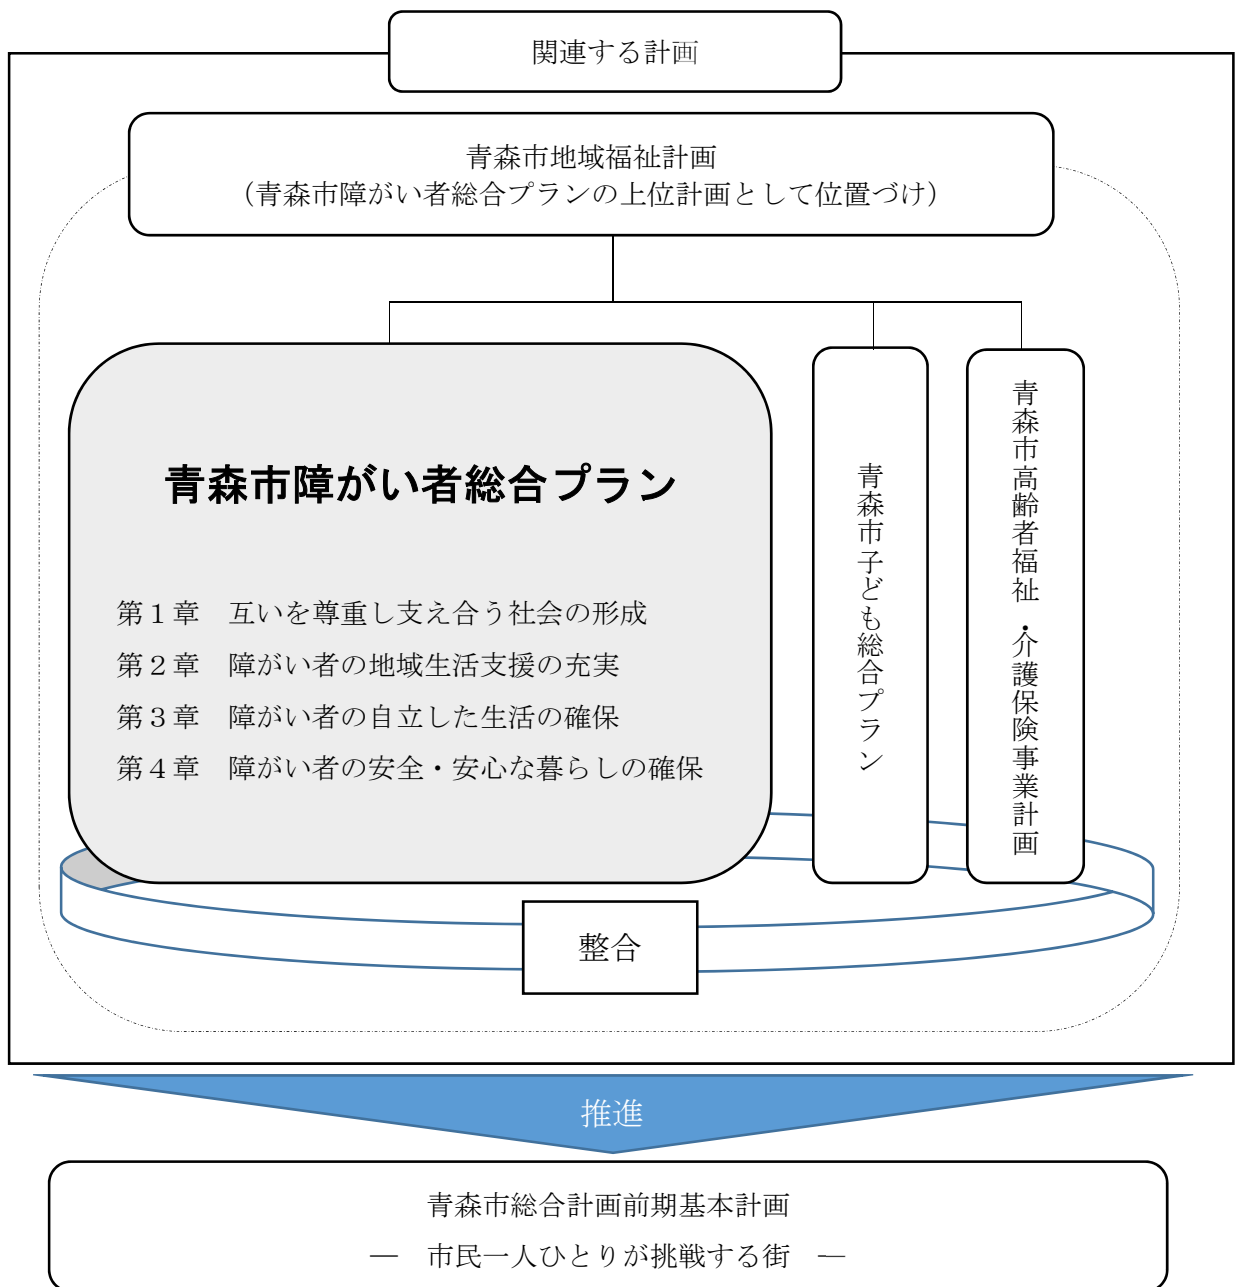 関連する計画
青森市地域福祉計画
（青森市障がい者総合プランの上位計画として位置づけ）
青森市障がい者総合プラン
第１章　互いを尊重し支え合う社会の形成
第２章　障がい者の地域生活支援の充実
第３章　障がい者の自立した生活の確保
第４章　障がい者の安全・安心な暮らしの確保
青森市子ども総合プラン
青森市高齢者福祉・介護保険事業計画
整合
推進
青森市総合計画前期基本計画
―　市民一人ひとりが挑戦する街　―